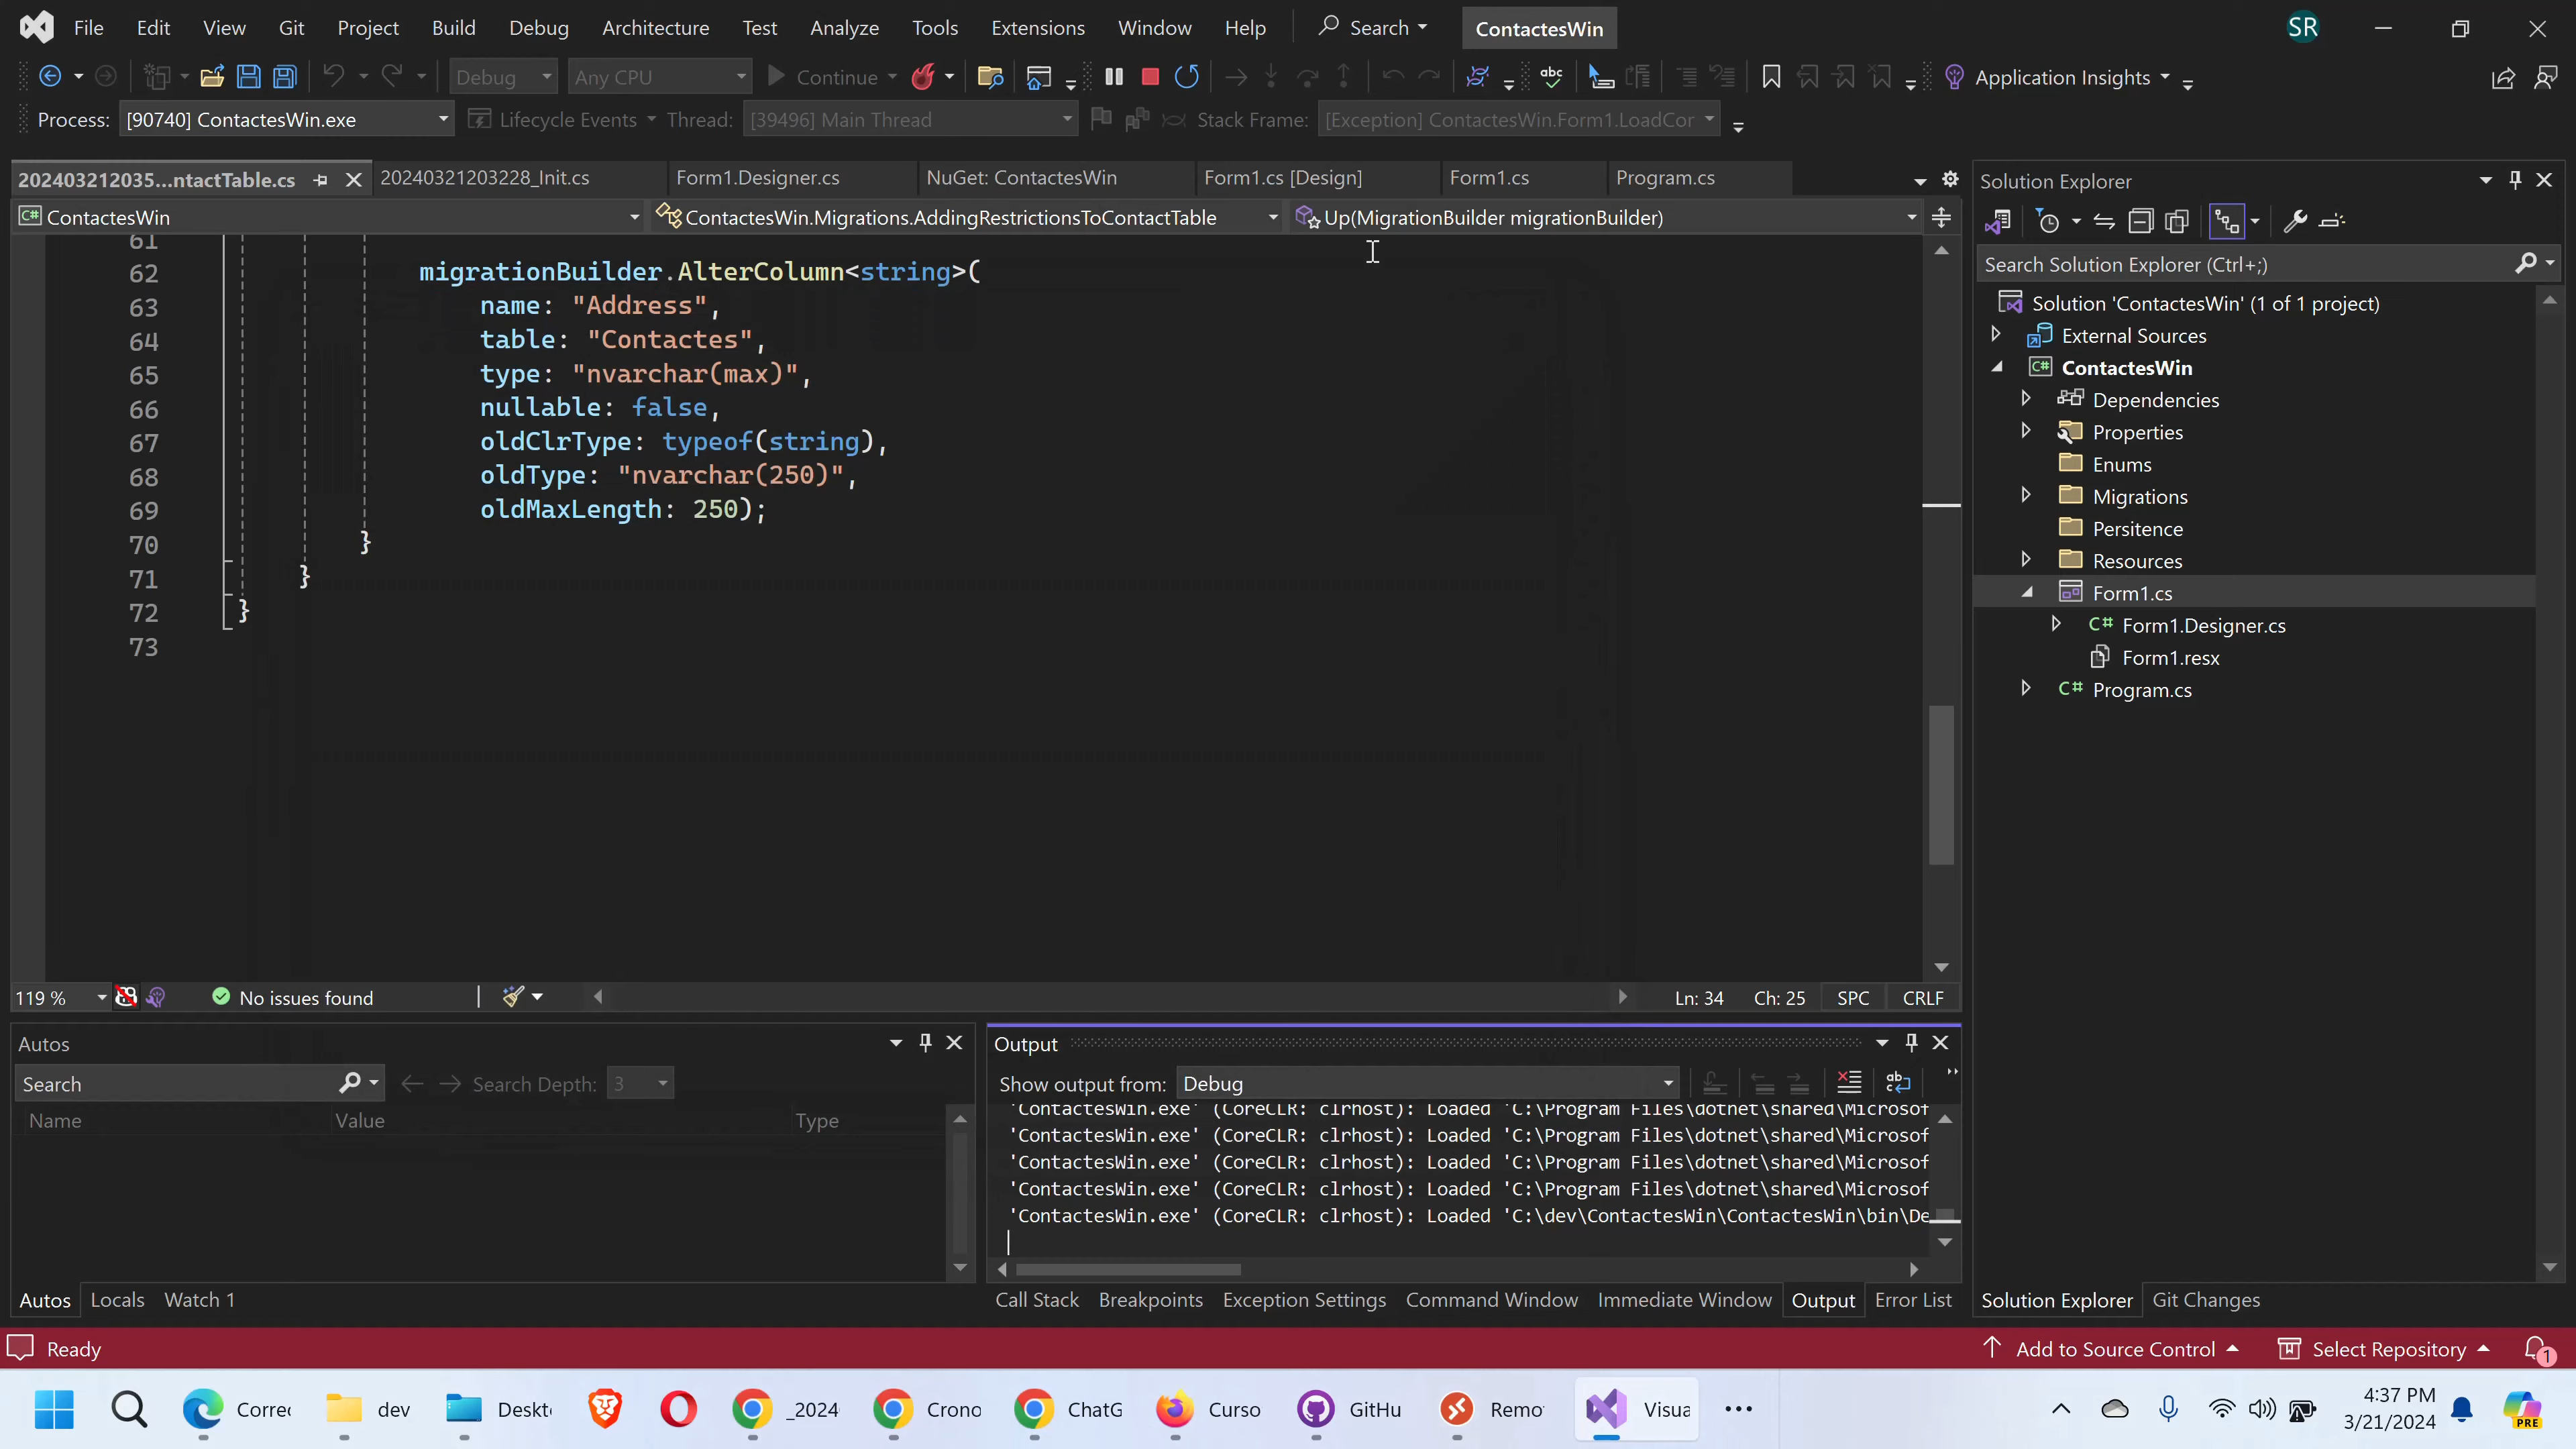 File Edit View Git Project Build Debug Architecture Test Analyze Tools Extensions Window Help Search ContactesWin SR
Debug Any CPU Continue Application Insights
Process: [90740] ContactesWin.exe Lifecycle Events Thread: [39496] Main Thread Stack Frame: [Exception] ContactesWin.Form1.LoadCor
202403212035...ntactTable.cs 20240321203228_Init.cs Form1.Designer.cs NuGet: ContactesWin Form1.cs [Design] Form1.cs Program.cs
ContactesWin ContactesWin.Migrations.AddingRestrictionsToContactTable Up(MigrationBuilder migrationBuilder)
61
62 migrationBuilder.AlterColumn<string>(
63 name: "Address",
64 table: "Contactes",
65 type: "nvarchar(max)",
66 nullable: false,
67 oldClrType: typeof(string),
68 oldType: "nvarchar(250)",
69 oldMaxLength: 250);
70 }
71 }
72 }
73
119 % No issues found Ln: 34 Ch: 25 SPC CRLF
Autos
Search Search Depth: 3
Name Value Type
Autos Locals Watch 1
Output
Show output from: Debug
'ContactesWin.exe' (CoreCLR: clrhost): Loaded 'C:\Program Files\dotnet\shared\Microsof
'ContactesWin.exe' (CoreCLR: clrhost): Loaded 'C:\Program Files\dotnet\shared\Microsof
'ContactesWin.exe' (CoreCLR: clrhost): Loaded 'C:\Program Files\dotnet\shared\Microsof
'ContactesWin.exe' (CoreCLR: clrhost): Loaded 'C:\Program Files\dotnet\shared\Microsof
'ContactesWin.exe' (CoreCLR: clrhost): Loaded 'C:\dev\ContactesWin\ContactesWin\bin\De
Call Stack Breakpoints Exception Settings Command Window Immediate Window Output Error List
Solution Explorer
Search Solution Explorer (Ctrl+;)
Solution 'ContactesWin' (1 of 1 project)
External Sources
ContactesWin
Dependencies
Properties
Enums
Migrations
Persitence
Resources
Form1.cs
C# Form1.Designer.cs
Form1.resx
C# Program.cs
Solution Explorer Git Changes
Ready Add to Source Control Select Repository 1
Correc dev Deskto _2024 Crono ChatG Curso GitHu Remo Visua
4:37 PM
3/21/2024
PRE